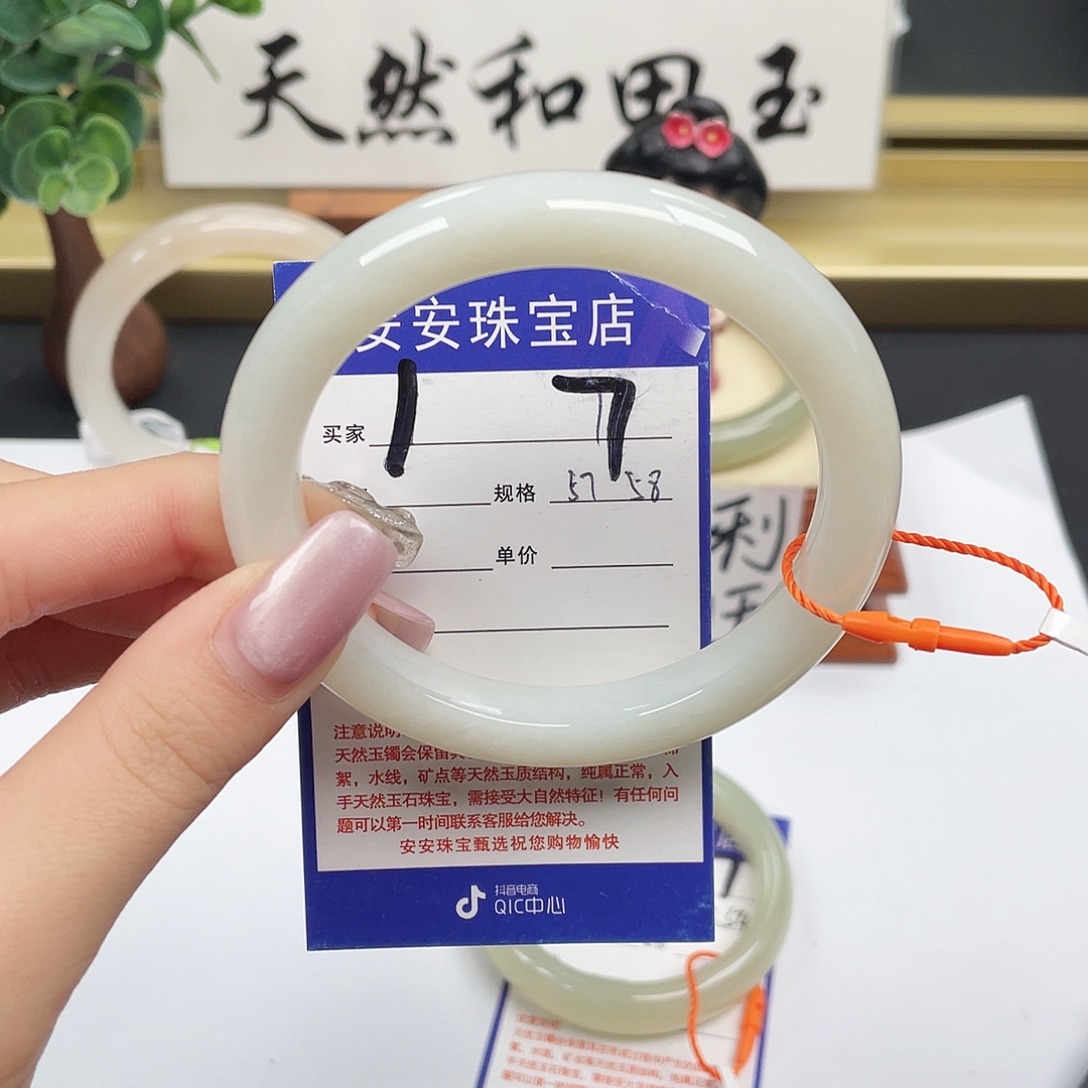 天然和田玉
安安珠宝店
1 7
买家
规格 57 58
单价
利
注意说明
天然玉镯会保留
絮，水线，矿点等天然玉质结构，纯属正常，入
手天然玉石珠宝，需接受大自然特征！有任何问
题可以第一时间联系客服给您解决。
安安珠宝甄选祝您购物愉快
抖音电商
QIC中心